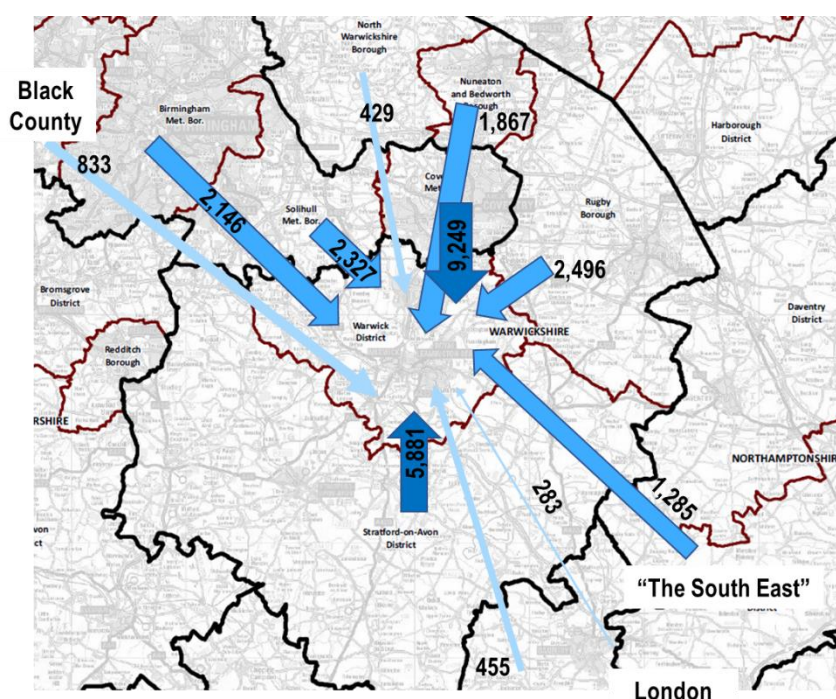 North
Warwickshire
Borough
Black
County
Nuneaton
and Bedworth
Borough
Birmingham
Met. Bor.
429
1,867
Harborough
District
833
2,146
Solihull
Met. Bor.
Rugby
Borough
2,327
9,249
2,496
Bromsgrove
District
Warwick
District
WARWICKSHIRE
Daventry
District
Redditch
Borough
5,881
NORTHAMPTONSHIR
283
1,285
Stratford-on-Avon
District
"The South East"
District
455
London